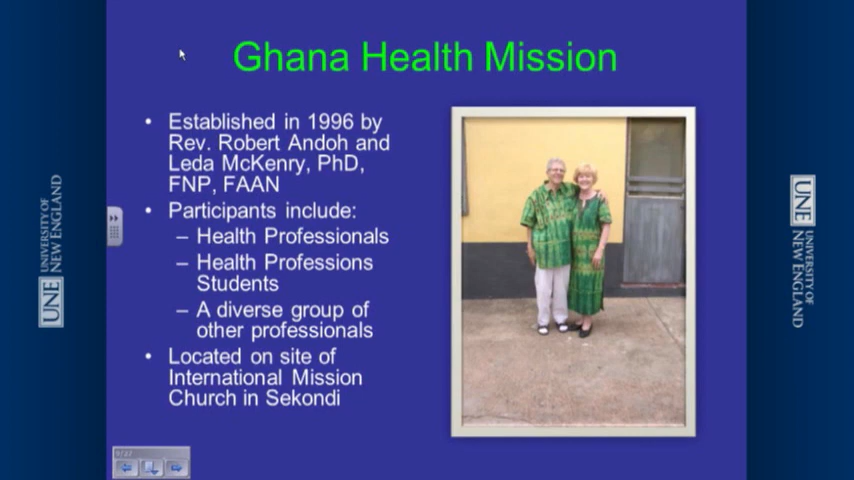 Ghana Health Mission
• Established in 1996 by
Rev. Robert Andoh and
Leda McKenry, PhD,
FNP, FAAN
• Participants include:
– Health Professionals
– Health Professions
Students
– A diverse group of
other professionals
• Located on site of
International Mission
Church in Sekondi
UNE
UNIVERSITY OF
NEW ENGLAND
UNE
UNIVERSITY OF
NEW ENGLAND